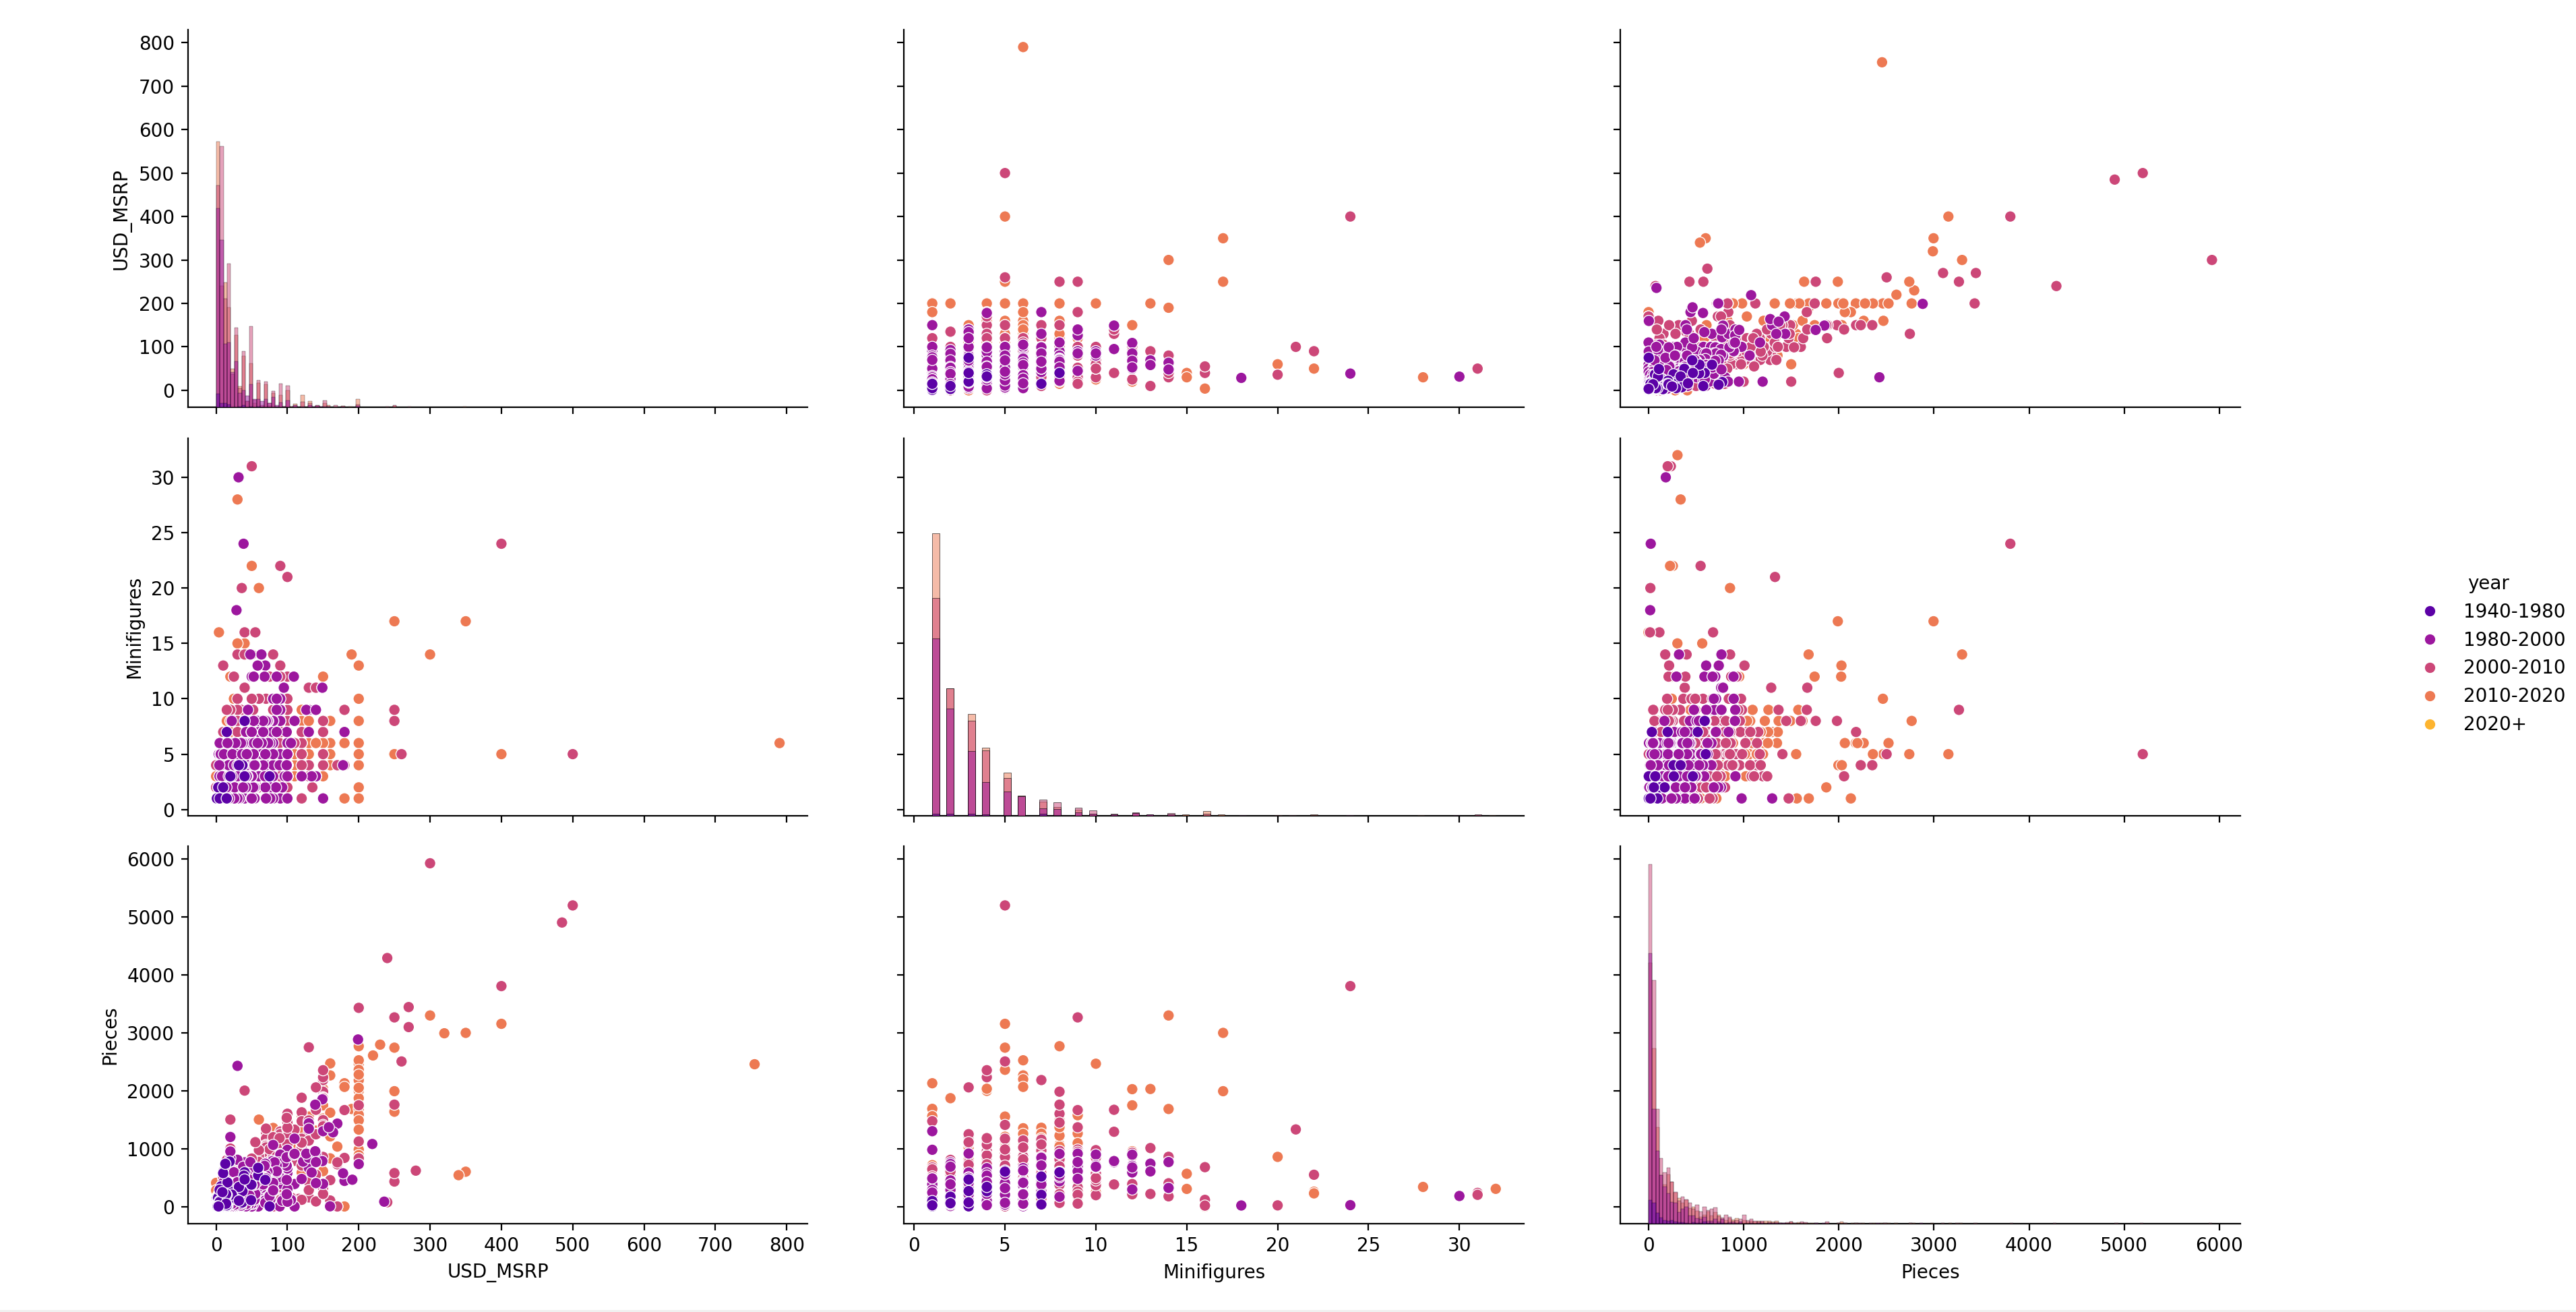 800
700
600
500
400
300
200
100
0
USD_MSRP
30
25
20
15
10
5
0
Minifigures
year
1940-1980
1980-2000
2000-2010
2010-2020
2020+
6000
5000
4000
3000
2000
1000
0
Pieces
0 100 200 300 400 500 600 700 800
USD_MSRP
0 5 10 15 20 25 30
Minifigures
0 1000 2000 3000 4000 5000 6000
Pieces